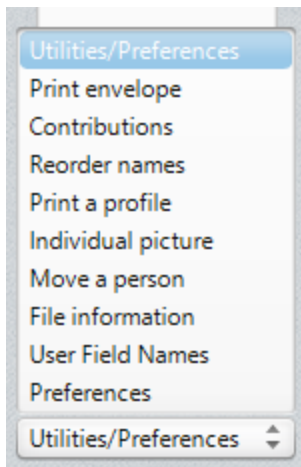 Utilities/Preferences
Print envelope
Contributions
Reorder names
Print a profile
Individual picture
Move a person
File information
User Field Names
Preferences
Utilities/Preferences